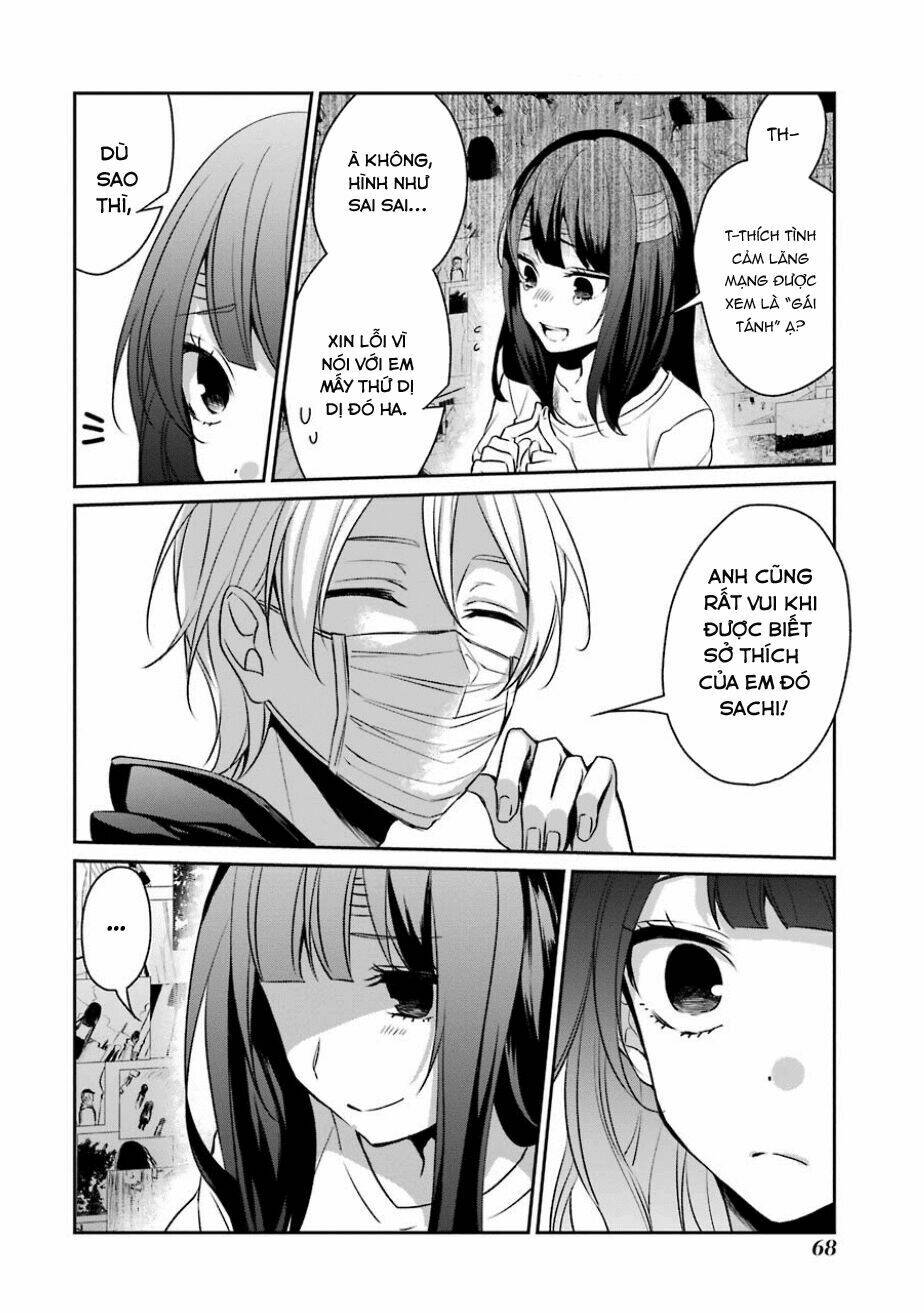 TH-
T-THÍCH TÌNH
CẢM LÃNG
MẠNG ĐƯỢC
XEM LÀ “GÁI
TÁNH” Ạ?
À KHÔNG,
HÌNH NHƯ
SAI SAI...
XIN LỖI VÌ
NÓI VỚI EM
MẤY THỨ DỊ
DỊ ĐÓ HA.
DÙ
SAO
THÌ,
ANH CŨNG
RẤT VUI KHI
ĐƯỢC BIẾT
SỞ THÍCH
CỦA EM ĐÓ
SACHI!
...
68